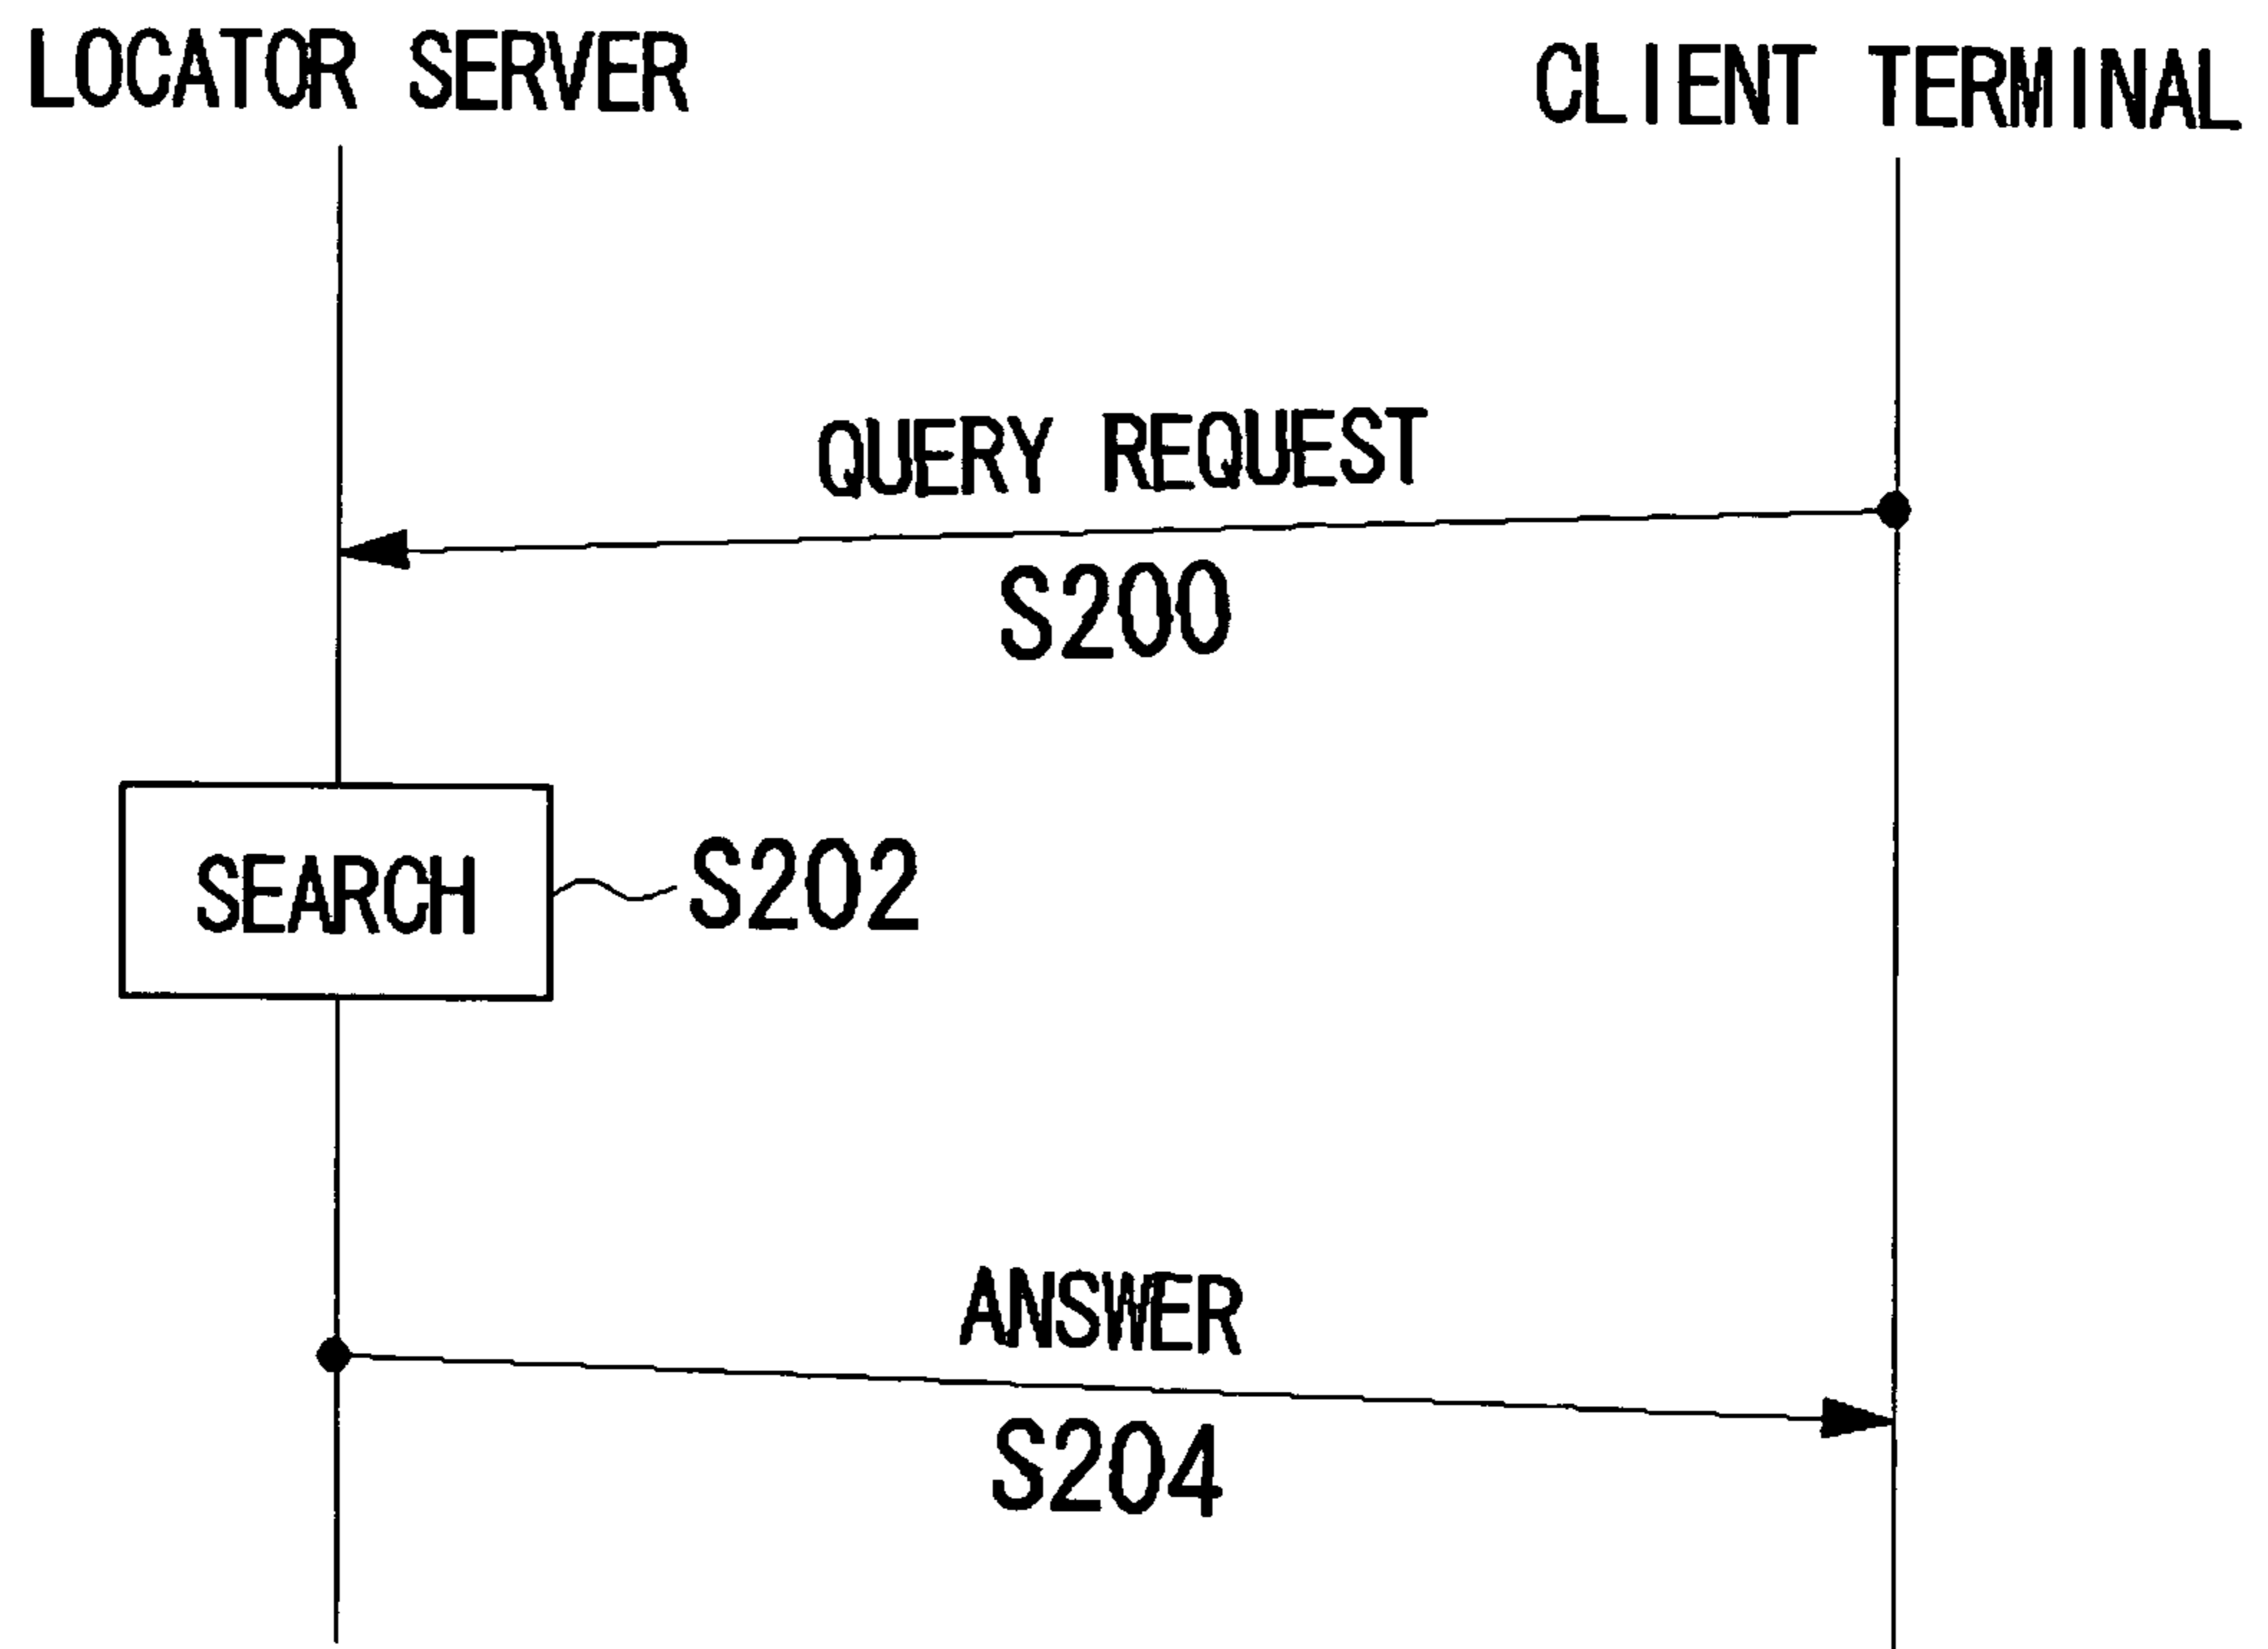 LOCATOR SERVER
CLIENT TERMINAL
QUERY REQUEST
S200
SEARCH
S202
ANSWER
S204